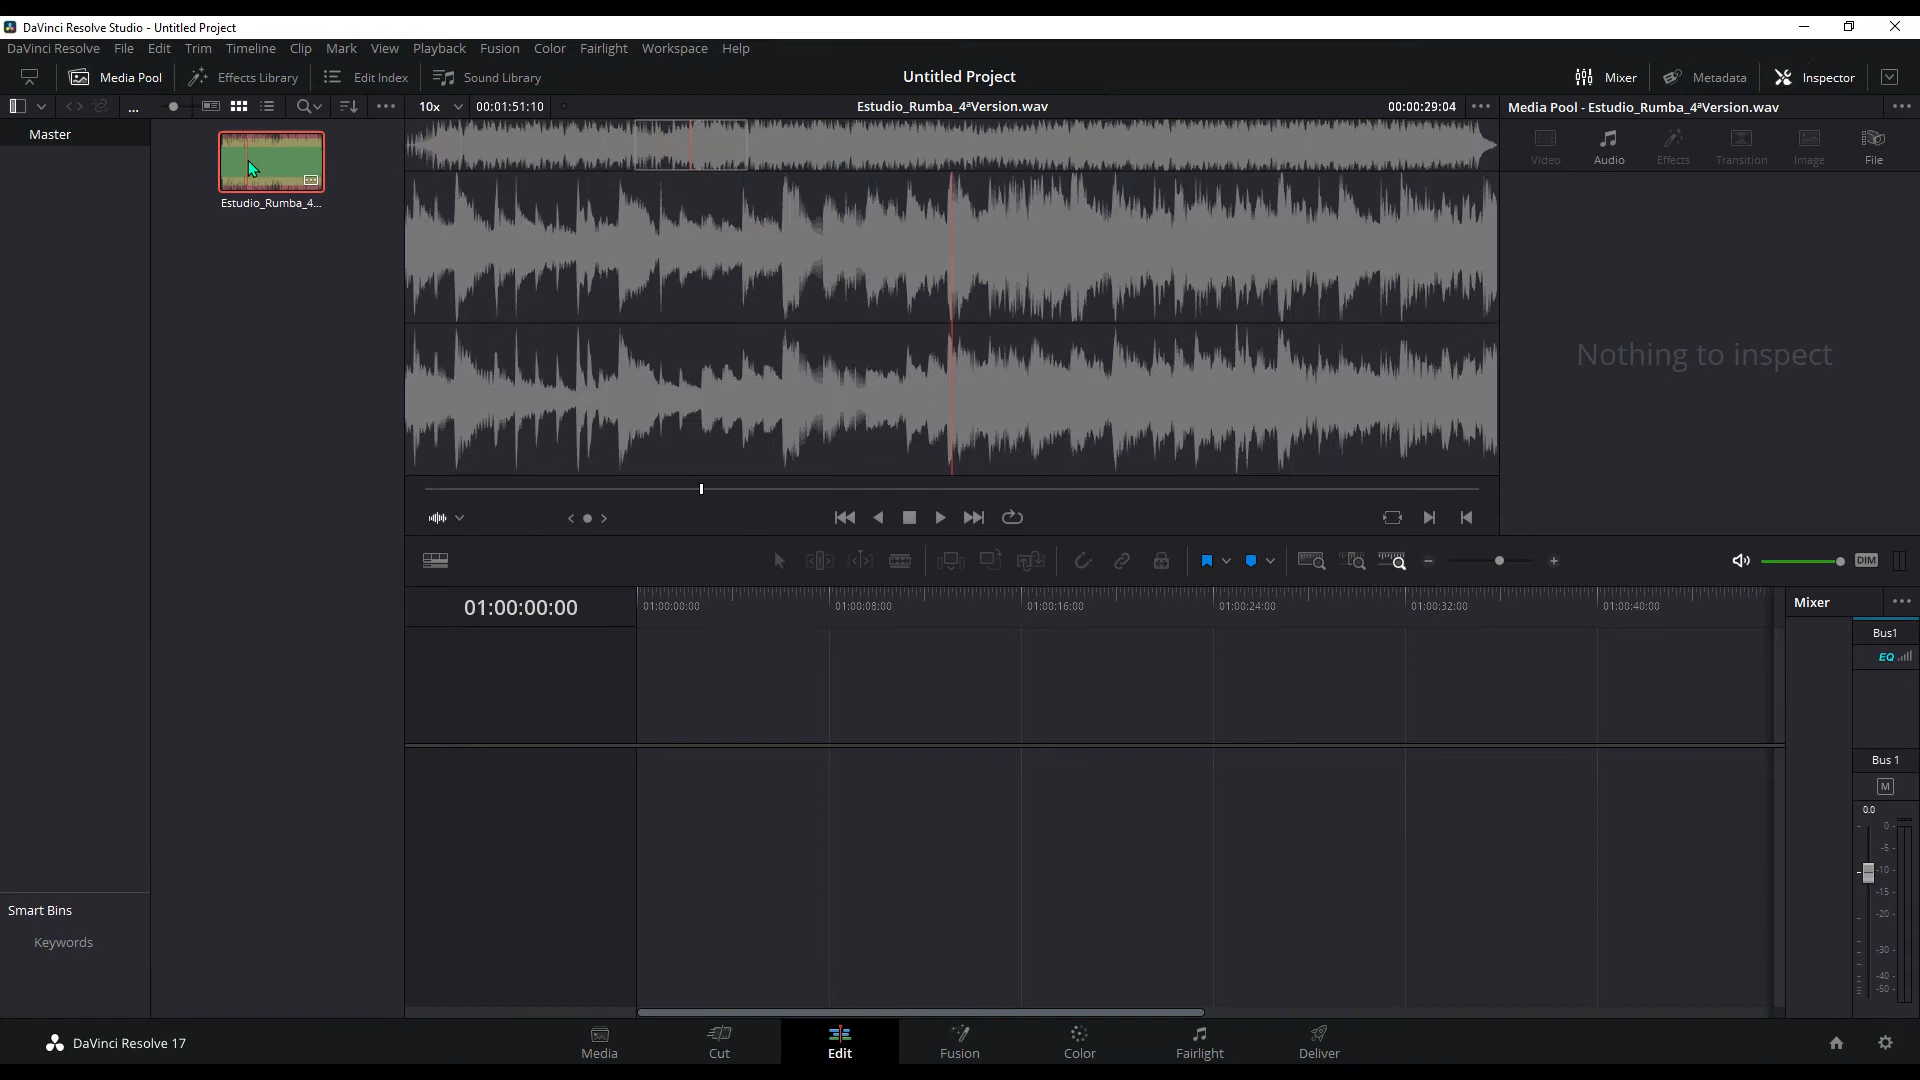 DaVinci Resolve Studio - Untitled Project
DaVinci Resolve File Edit Trim Timeline Clip Mark View Playback Fusion Color Fairlight Workspace Help
Media Pool Effects Library Edit Index Sound Library Untitled Project Mixer Metadata Inspector
... 10x 00:01:51:10 Estudio_Rumba_4ªVersion.wav 00:00:29:04 ••• Media Pool - Estudio_Rumba_4ªVersion.wav •••
Master
Video Audio Effects Transition Image File
Estudio_Rumba_4...
Nothing to inspect
DIM
01:00:00:00 01:00:00:00 01:00:08:00 01:00:16:00 01:00:24:00 01:00:32:00 01:00:40:00 Mixer •••
Bus1
EQ
Bus 1
M
0.0
0
-5
-10
-15
-20
-30
-40
-50
Smart Bins
Keywords
DaVinci Resolve 17 Media Cut Edit Fusion Color Fairlight Deliver